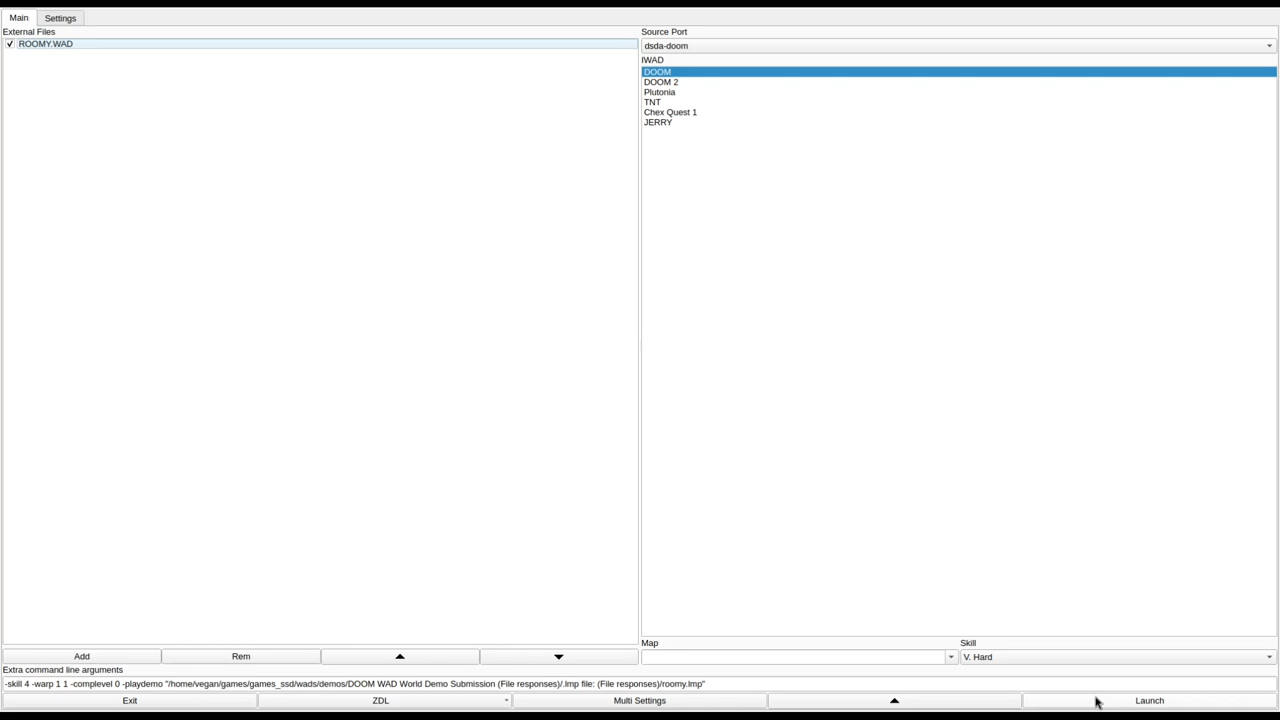 Main Settings
External Files
ROOMY.WAD
Source Port
dsda-doom
IWAD
DOOM
DOOM 2
Plutonia
TNT
Chex Quest 1
JERRY
Map Skill
V. Hard
Add Rem
Extra command line arguments
-skill 4 -warp 1 1 -complevel 0 -playdemo "/home/vegan/games/games_ssd/wads/demos/DOOM WAD World Demo Submission (File responses)/.lmp file: (File responses)/roomy.lmp"
Exit ZDL Multi Settings Launch